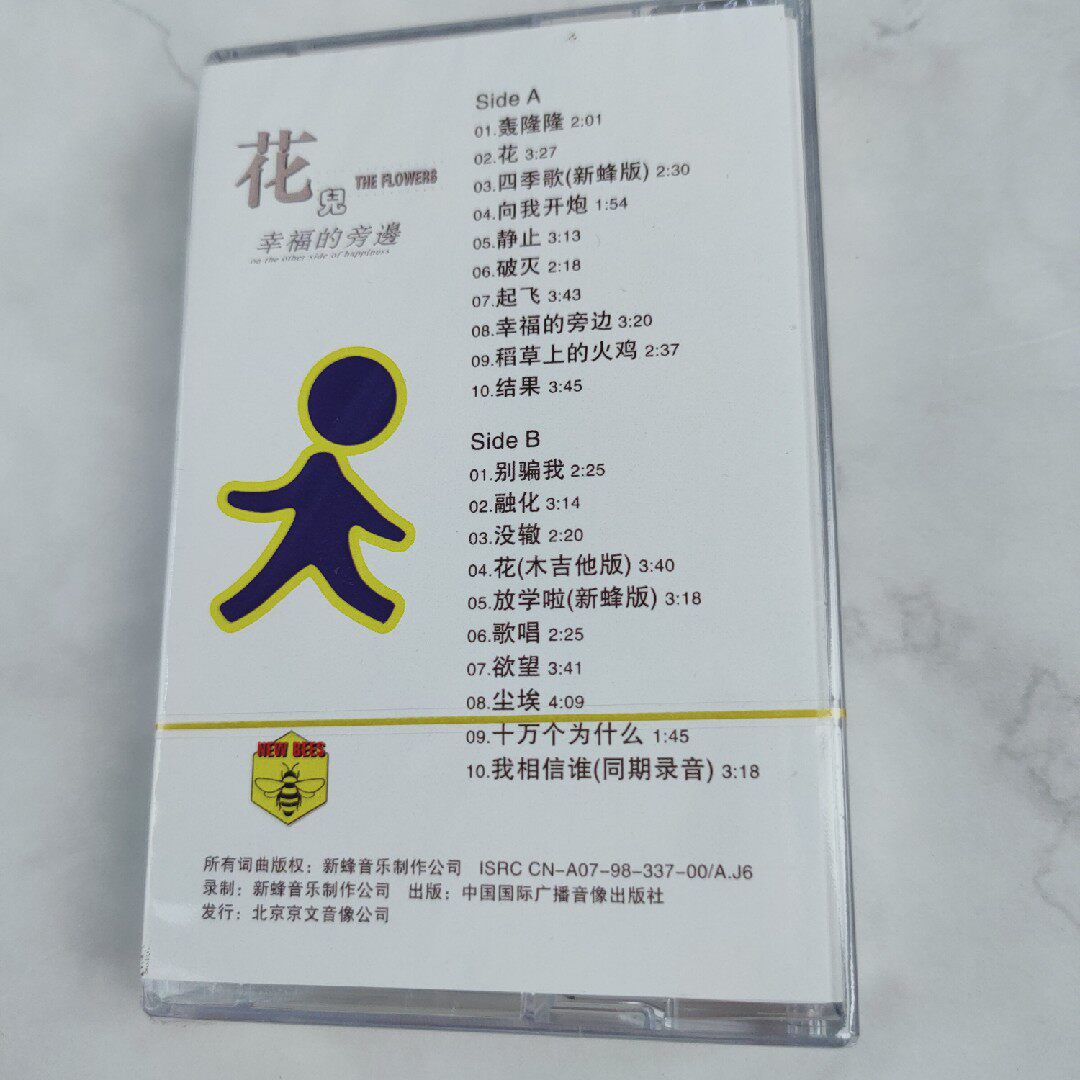 花兒 THE FLOWERS
幸福的旁邊
on the other side of happiness
Side A
01.轰隆隆 2:01
02.花 3:27
03.四季歌(新蜂版) 2:30
04.向我开炮 1:54
05.静止 3:13
06.破灭 2:18
07.起飞 3:43
08.幸福的旁边 3:20
09.稻草上的火鸡 2:37
10.结果 3:45
Side B
01.别骗我 2:25
02.融化 3:14
03.没辙 2:20
04.花(木吉他版) 3:40
05.放学啦(新蜂版) 3:18
06.歌唱 2:25
07.欲望 3:41
08.尘埃 4:09
09.十万个为什么 1:45
10.我相信谁(同期录音) 3:18
NEW BEES
所有词曲版权：新蜂音乐制作公司 ISRC CN-A07-98-337-00/A.J6
录制：新蜂音乐制作公司 出版：中国国际广播音像出版社
发行：北京京文音像公司